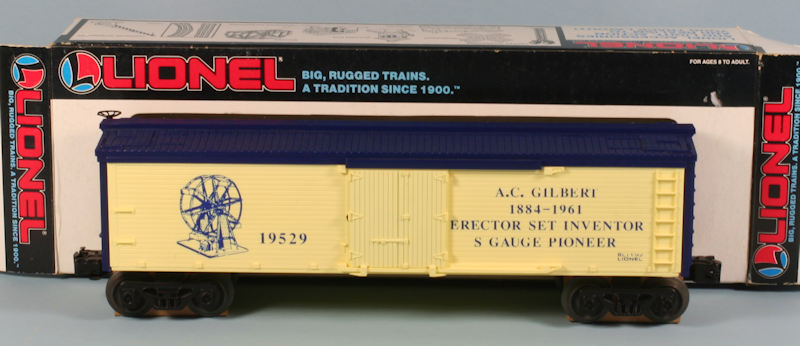 LIONEL
BIG, RUGGED TRAINS.
A TRADITION SINCE 1900.™
FOR AGES 8 TO ADULT.
LIONEL
BIG, RUGGED TRAINS. A TRADITION SINCE 1900.™
LIONEL
BIG, RUGGED TRAINS.
A TRADITION SINCE 1900.
19529
A.C. GILBERT
1884-1961
ERECTOR SET INVENTOR
S GAUGE PIONEER
LIONEL